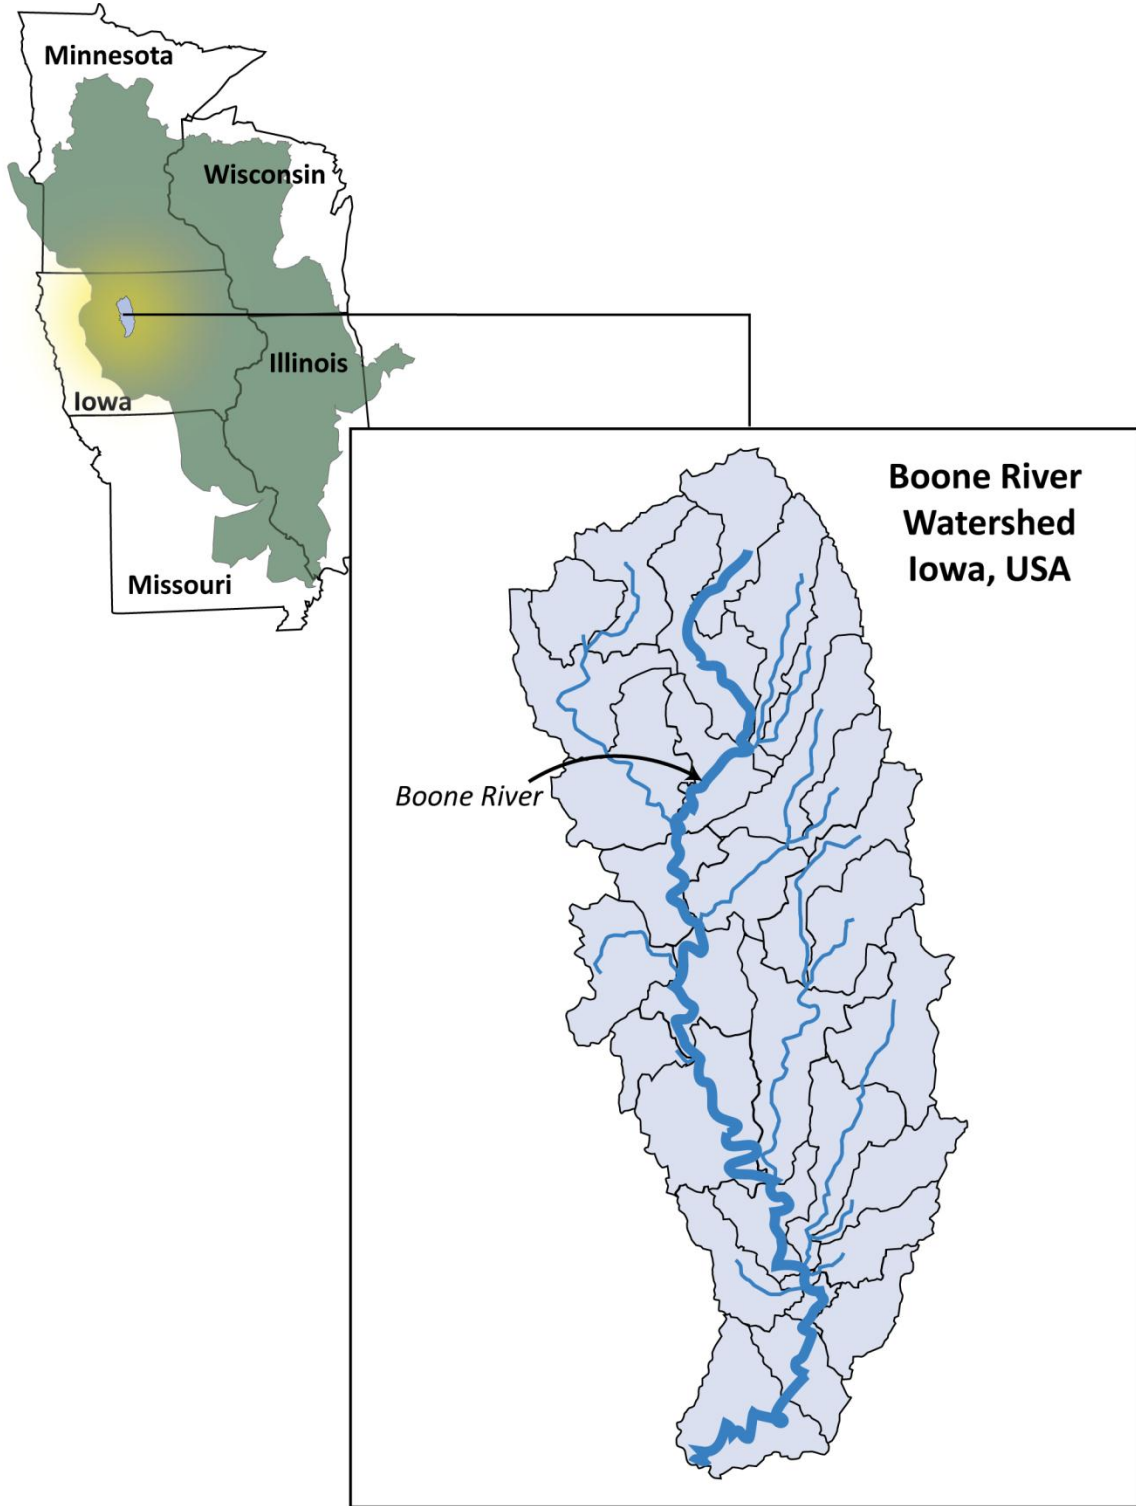 Minnesota
Wisconsin
Illinois
Iowa
Missouri
Boone River
Watershed
Iowa, USA
Boone River